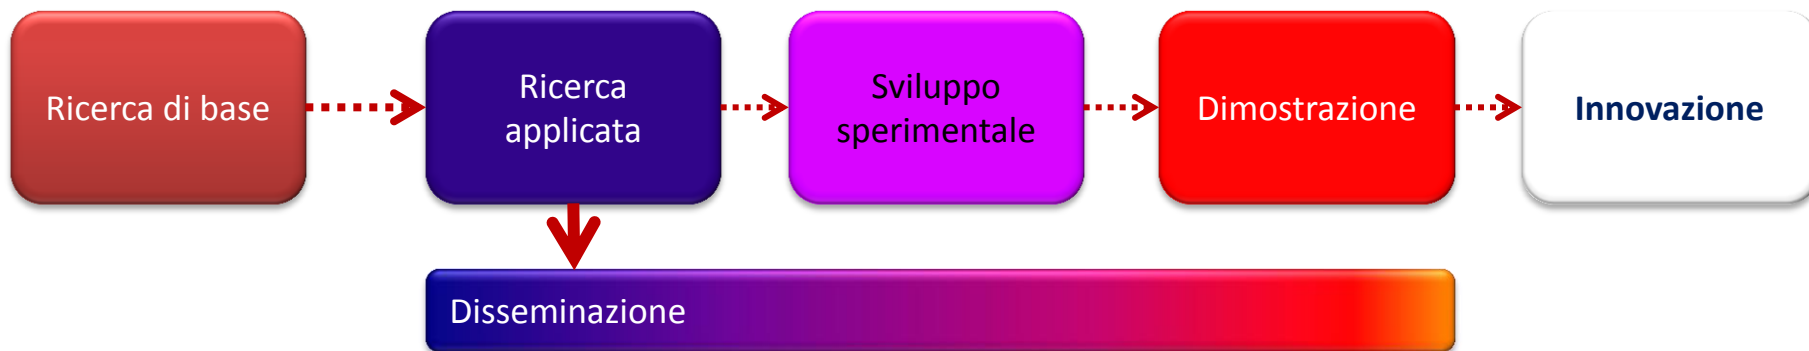 Ricerca di base
Ricerca
applicata
Sviluppo
sperimentale
Dimostrazione
Innovazione
Disseminazione